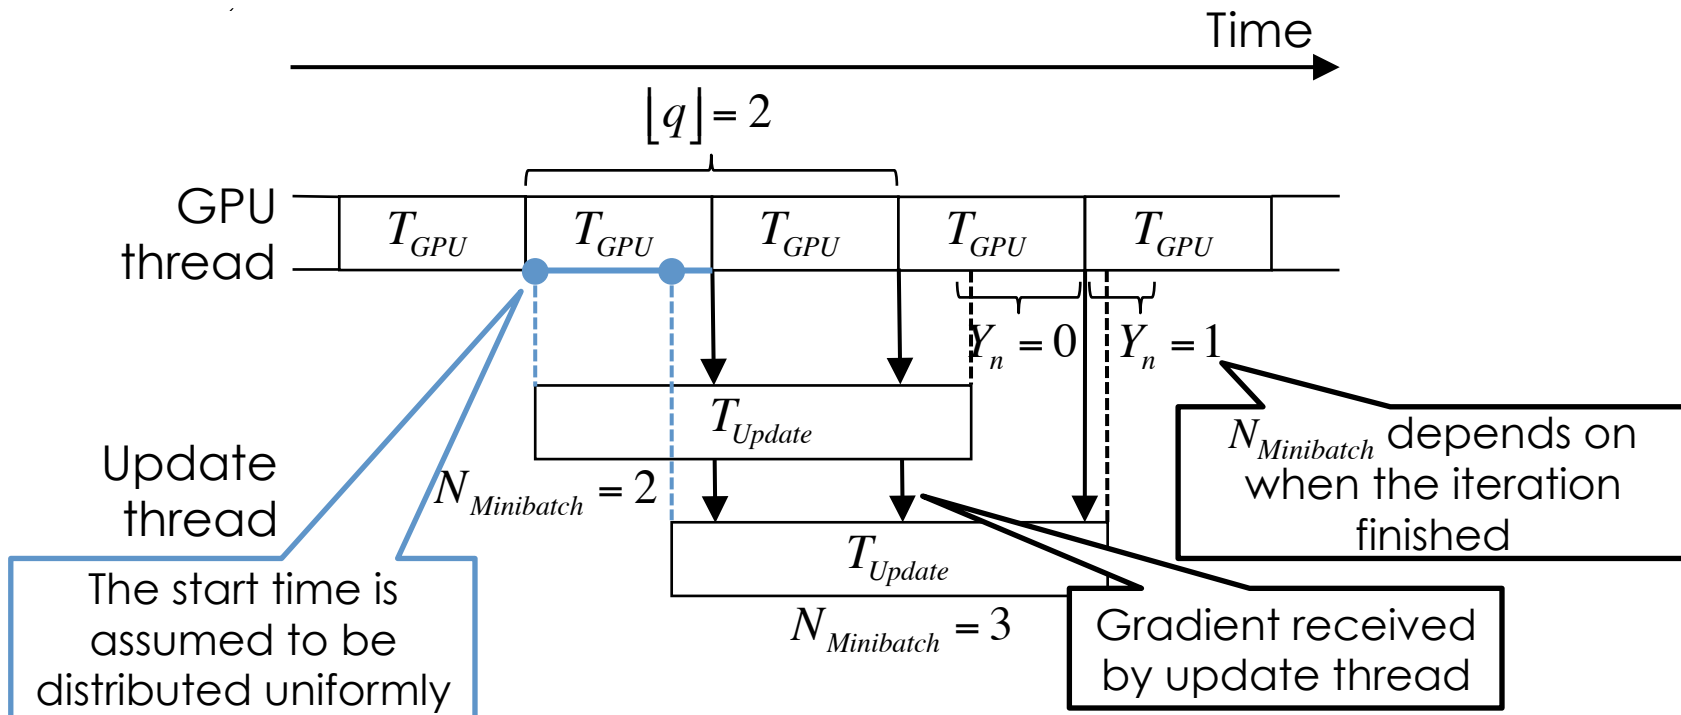 Time
⌊q⌋ = 2
GPU
thread
T_GPU
T_GPU
T_GPU
T_GPU
T_GPU
Y_n = 0
Y_n = 1
T_Update
Update
thread
N_Minibatch = 2
N_Minibatch depends on
when the iteration
finished
T_Update
N_Minibatch = 3
The start time is
assumed to be
distributed uniformly
Gradient received
by update thread